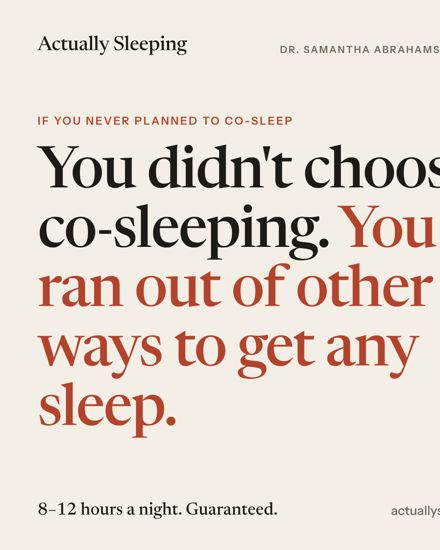 Actually Sleeping
DR. SAMANTHA ABRAHAMS
IF YOU NEVER PLANNED TO CO-SLEEP
You didn't choos
co-sleeping. You
ran out of other
ways to get any
sleep.
8–12 hours a night. Guaranteed.
actuallys